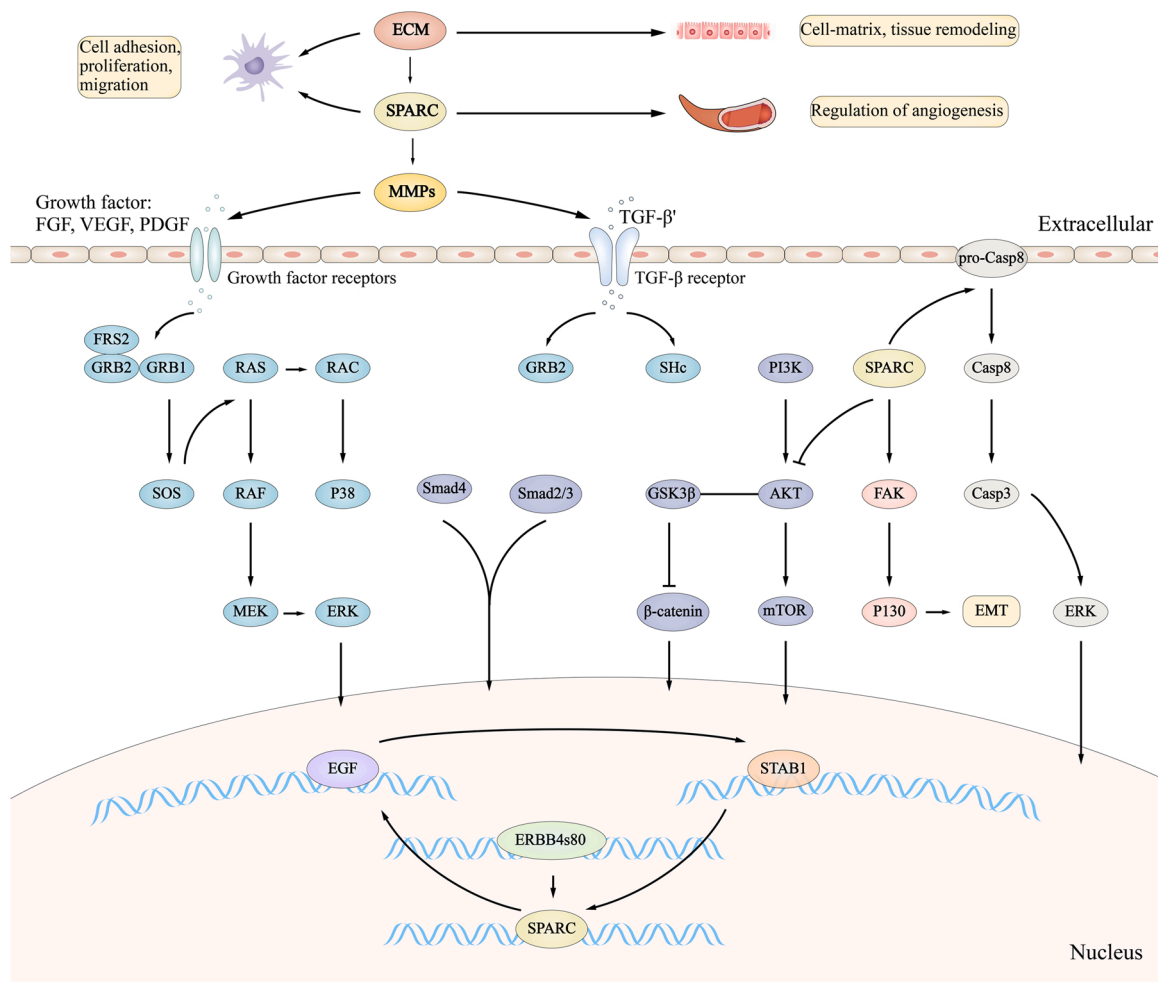 ECM
Cell-matrix, tissue remodeling
Cell adhesion,
proliferation,
migration
SPARC
Regulation of angiogenesis
MMPs
Growth factor:
FGF, VEGF, PDGF
TGF-β'
Extracellular
pro-Casp8
Growth factor receptors
TGF-β receptor
FRS2
GRB2
GRB1
RAS
RAC
GRB2
SHc
PI3K
SPARC
Casp8
SOS
RAF
P38
Smad4
Smad2/3
GSK3β
AKT
FAK
Casp3
MEK
ERK
β-catenin
mTOR
P130
EMT
ERK
EGF
STAB1
ERBB4s80
SPARC
Nucleus